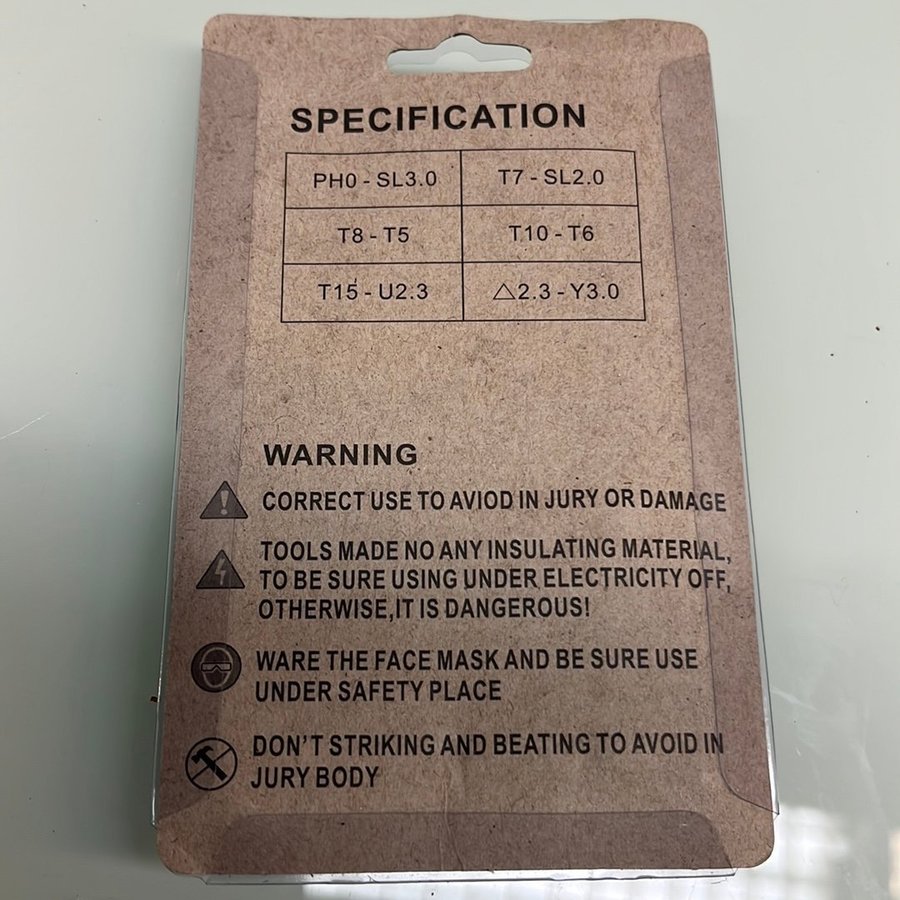 SPECIFICATION
PH0 - SL3.0 T7 - SL2.0
T8 - T5 T10 - T6
T15 - U2.3 △2.3 - Y3.0
WARNING
CORRECT USE TO AVIOD IN JURY OR DAMAGE
TOOLS MADE NO ANY INSULATING MATERIAL,
TO BE SURE USING UNDER ELECTRICITY OFF,
OTHERWISE,IT IS DANGEROUS!
WARE THE FACE MASK AND BE SURE USE
UNDER SAFETY PLACE
DON'T STRIKING AND BEATING TO AVOID IN
JURY BODY